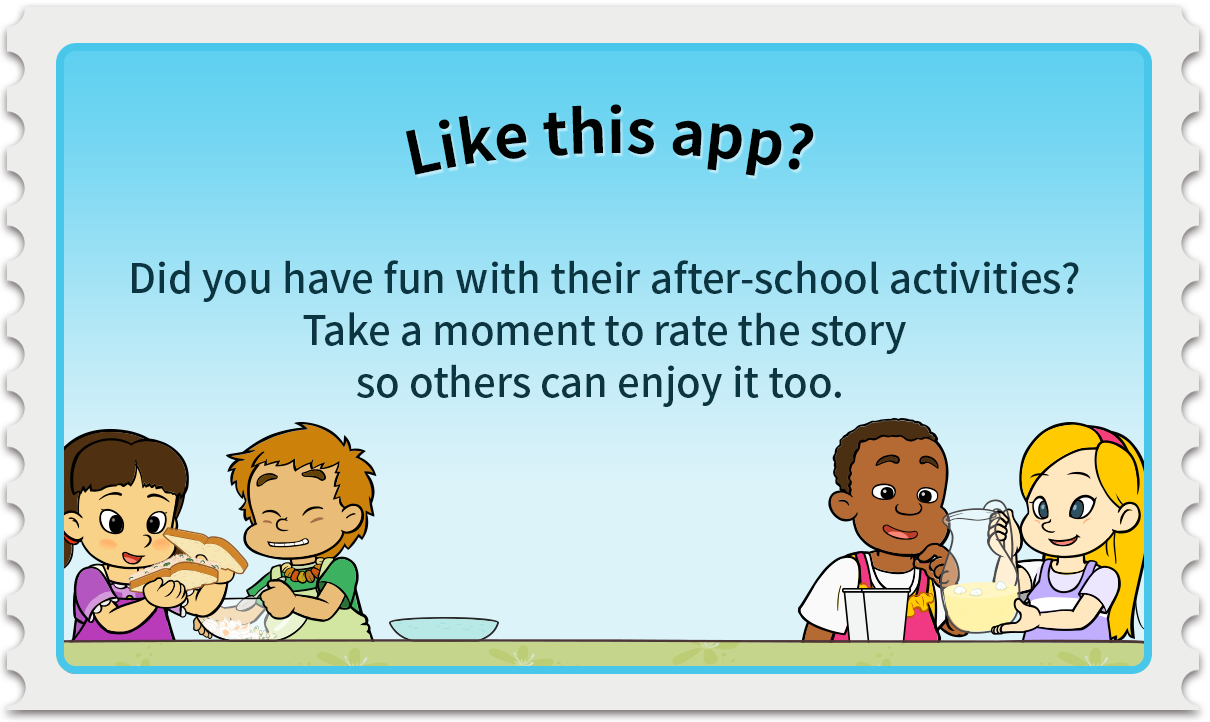 Like this app?
Did you have fun with their after-school activities?
Take a moment to rate the story
so others can enjoy it too.